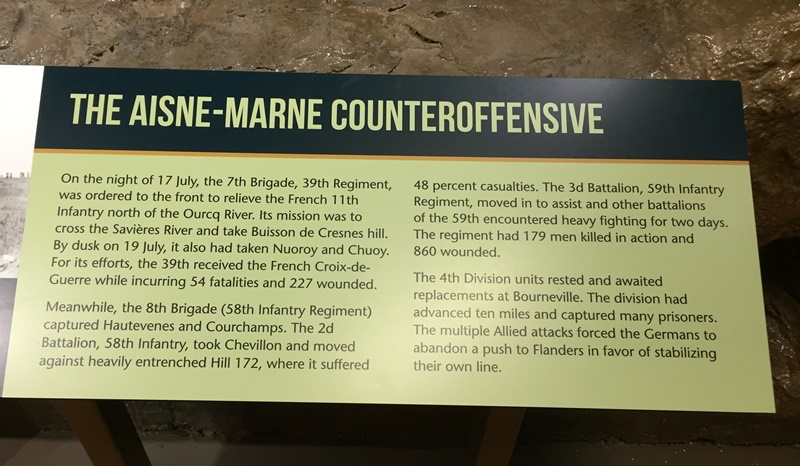 THE AISNE-MARNE COUNTEROFFENSIVE
On the night of 17 July, the 7th Brigade, 39th Regiment,
was ordered to the front to relieve the French 11th
Infantry north of the Ourcq River. Its mission was to
cross the Savières River and take Buisson de Cresnes hill.
By dusk on 19 July, it also had taken Nuoroy and Chuoy.
For its efforts, the 39th received the French Croix-de-
Guerre while incurring 54 fatalities and 227 wounded.
Meanwhile, the 8th Brigade (58th Infantry Regiment)
captured Hautevenes and Courchamps. The 2d
Battalion, 58th Infantry, took Chevillon and moved
against heavily entrenched Hill 172, where it suffered
48 percent casualties. The 3d Battalion, 59th Infantry
Regiment, moved in to assist and other battalions
of the 59th encountered heavy fighting for two days.
The regiment had 179 men killed in action and
860 wounded.
The 4th Division units rested and awaited
replacements at Bourneville. The division had
advanced ten miles and captured many prisoners.
The multiple Allied attacks forced the Germans to
abandon a push to Flanders in favor of stabilizing
their own line.